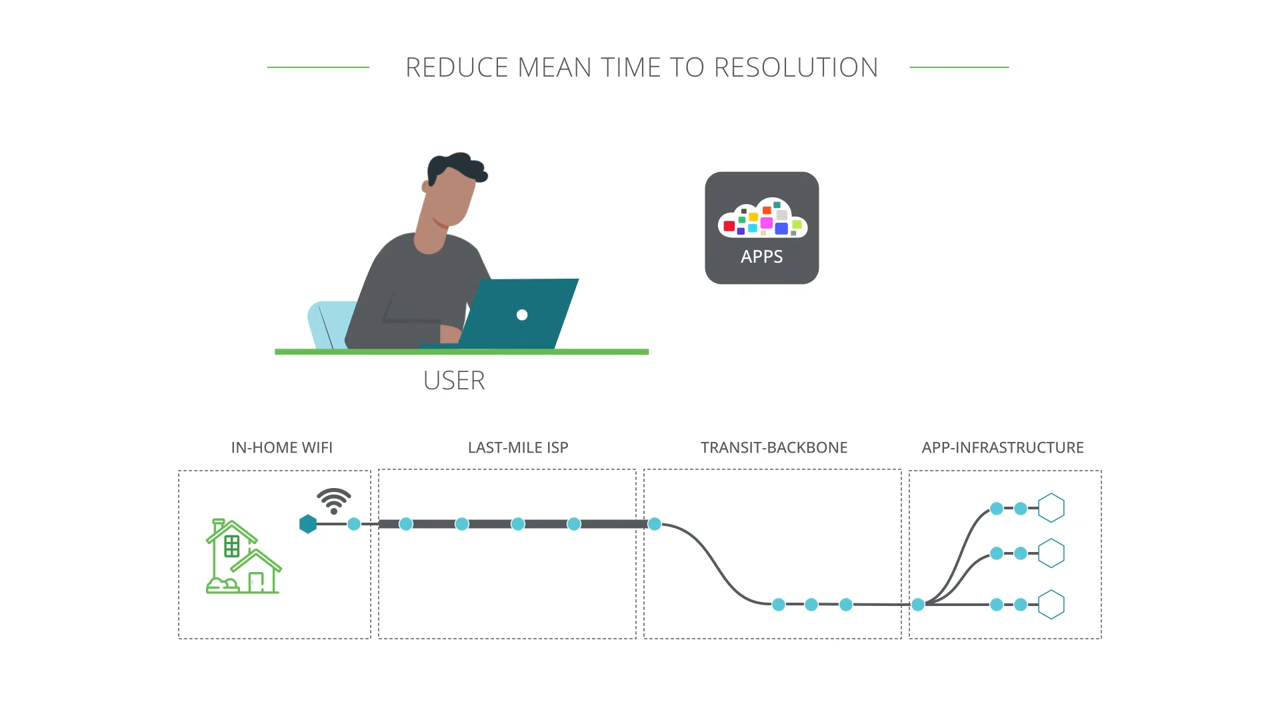 REDUCE MEAN TIME TO RESOLUTION
APPS
USER
IN-HOME WIFI
LAST-MILE ISP
TRANSIT-BACKBONE
APP-INFRASTRUCTURE